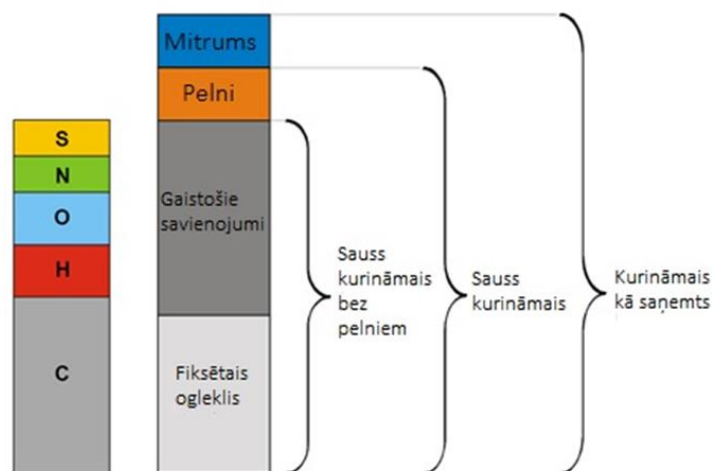 Mitrums
Pelni
S
N
O
H
C
Gaistošie
savienojumi
Fiksētais
ogleklis
Sauss
kurināmais
bez
pelniem
Sauss
kurināmais
Kurināmais
kā saņemts